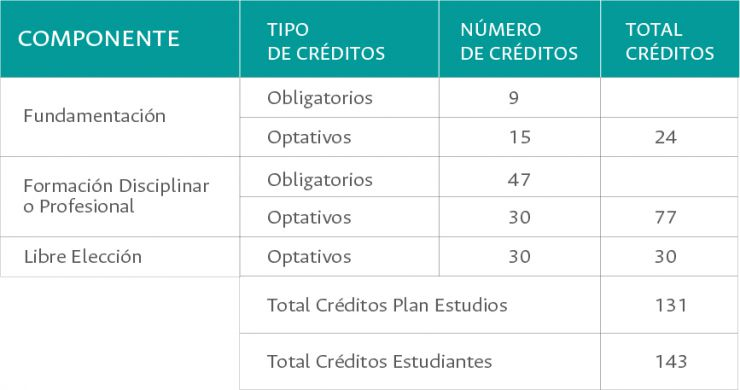 COMPONENTE
TIPO
DE CRÉDITOS
NÚMERO
DE CRÉDITOS
TOTAL
CRÉDITOS
Fundamentación
Obligatorios 9
Optativos 15 24
Formación Disciplinar
o Profesional
Obligatorios 47
Optativos 30 77
Libre Elección Optativos 30 30
Total Créditos Plan Estudios 131
Total Créditos Estudiantes 143